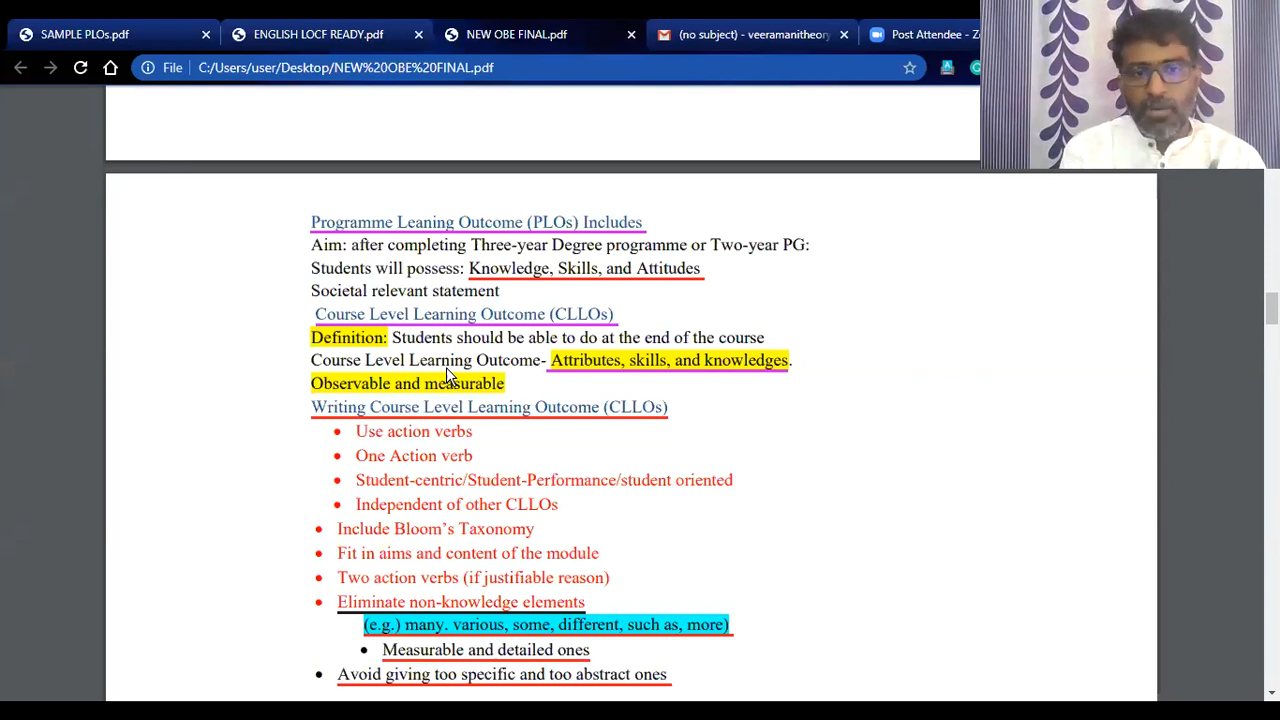 SAMPLE PLOs.pdf
ENGLISH LOCF READY.pdf
NEW OBE FINAL.pdf
(no subject) - veeramanitheory
Post Attendee - Z
File C:/Users/user/Desktop/NEW%20OBE%20FINAL.pdf
Programme Leaning Outcome (PLOs) Includes
Aim: after completing Three-year Degree programme or Two-year PG:
Students will possess: Knowledge, Skills, and Attitudes
Societal relevant statement
Course Level Learning Outcome (CLLOs)
Definition: Students should be able to do at the end of the course
Course Level Learning Outcome- Attributes, skills, and knowledges.
Observable and measurable
Writing Course Level Learning Outcome (CLLOs)
• Use action verbs
• One Action verb
• Student-centric/Student-Performance/student oriented
• Independent of other CLLOs
• Include Bloom's Taxonomy
• Fit in aims and content of the module
• Two action verbs (if justifiable reason)
• Eliminate non-knowledge elements
(e.g.) many. various, some, different, such as, more)
• Measurable and detailed ones
• Avoid giving too specific and too abstract ones